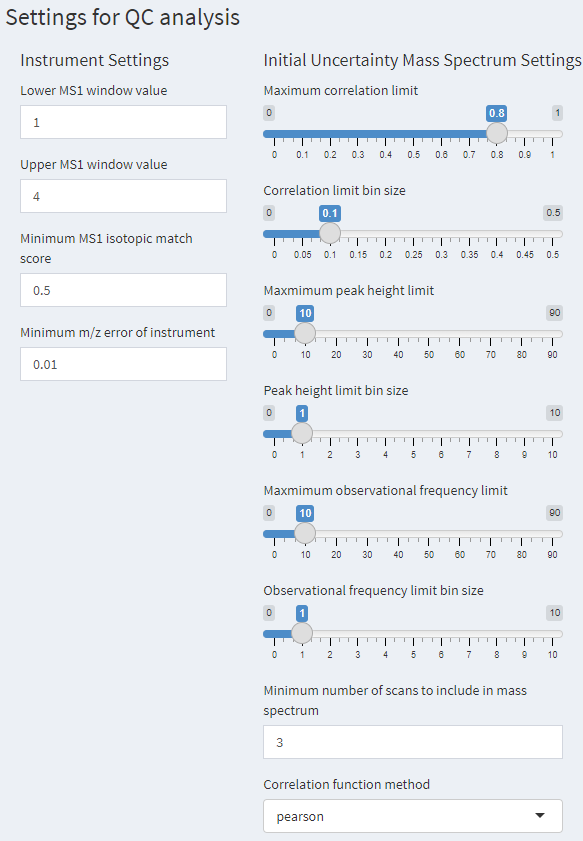 Settings for QC analysis
Instrument Settings
Lower MS1 window value
1
Upper MS1 window value
4
Minimum MS1 isotopic match
score
0.5
Minimum m/z error of instrument
0.01
Initial Uncertainty Mass Spectrum Settings
Maximum correlation limit
0 0.8 1
0 0.1 0.2 0.3 0.4 0.5 0.6 0.7 0.8 0.9 1
Correlation limit bin size
0 0.1 0.5
0 0.05 0.1 0.15 0.2 0.25 0.3 0.35 0.4 0.45 0.5
Maxmimum peak height limit
0 10 90
0 10 20 30 40 50 60 70 80 90
Peak height limit bin size
0 1 10
0 1 2 3 4 5 6 7 8 9 10
Maxmimum observational frequency limit
0 10 90
0 10 20 30 40 50 60 70 80 90
Observational frequency limit bin size
0 1 10
0 1 2 3 4 5 6 7 8 9 10
Minimum number of scans to include in mass
spectrum
3
Correlation function method
pearson